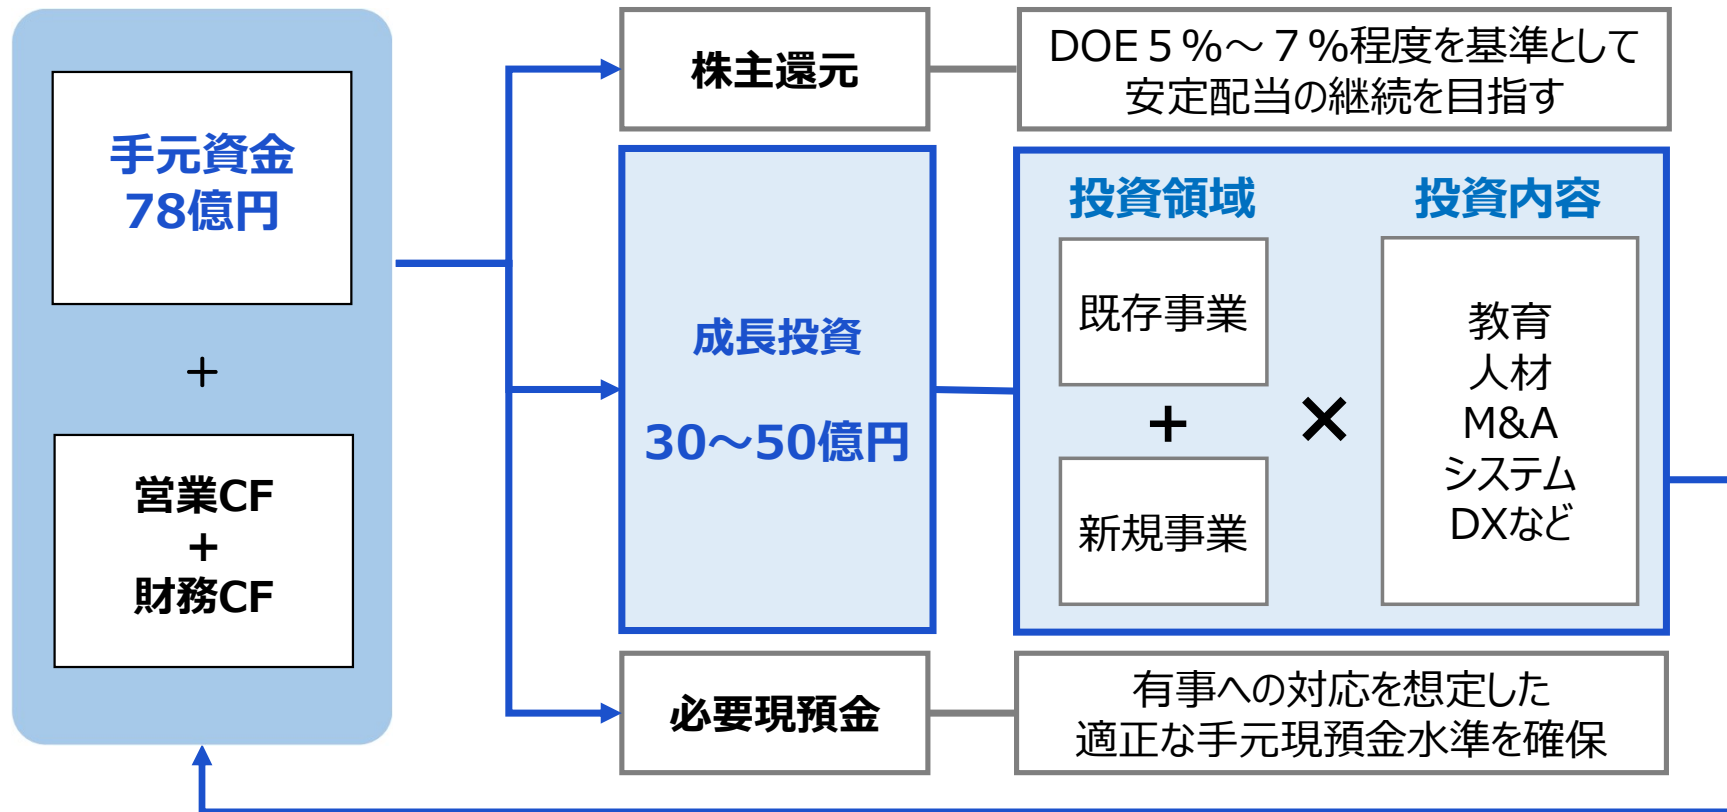 手元資金
78億円
+
営業CF
+
財務CF
株主還元
DOE5%~7%程度を基準として
安定配当の継続を目指す
成長投資
30~50億円
投資領域
既存事業
+
新規事業
×
投資内容
教育
人材
M&A
システム
DXなど
必要現預金
有事への対応を想定した
適正な手元現預金水準を確保